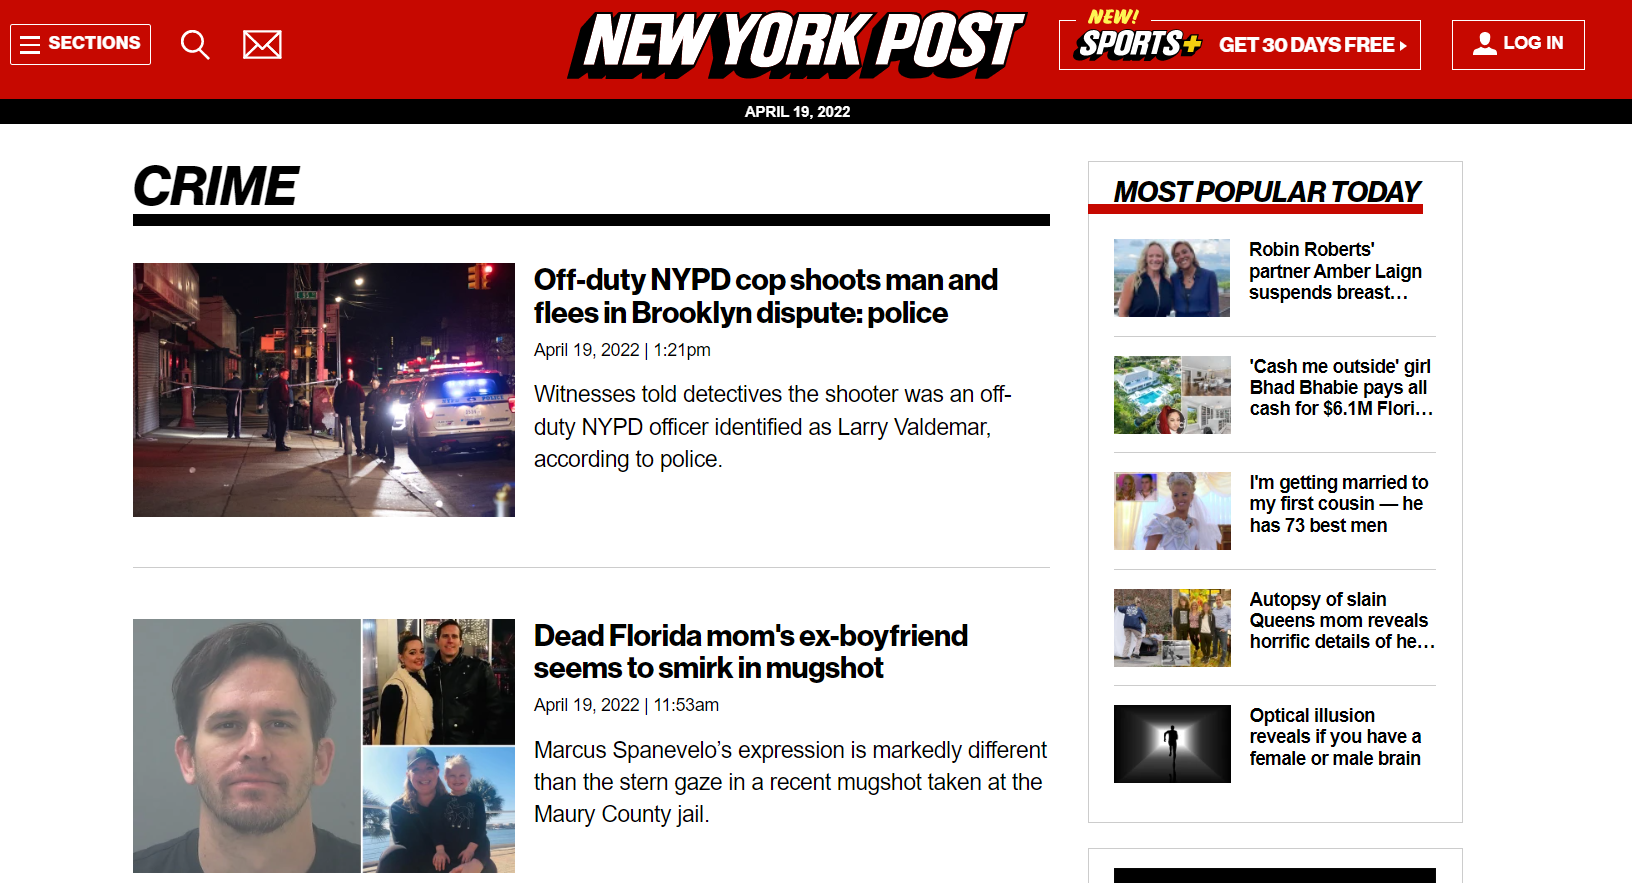 SECTIONS
NEW YORK POST
NEW!
SPORTS+
GET 30 DAYS FREE
LOG IN
APRIL 19, 2022
CRIME
Off-duty NYPD cop shoots man and
flees in Brooklyn dispute: police
April 19, 2022 | 1:21pm
Witnesses told detectives the shooter was an off-
duty NYPD officer identified as Larry Valdemar,
according to police.
Dead Florida mom's ex-boyfriend
seems to smirk in mugshot
April 19, 2022 | 11:53am
Marcus Spanevelo’s expression is markedly different
than the stern gaze in a recent mugshot taken at the
Maury County jail.
MOST POPULAR TODAY
Robin Roberts'
partner Amber Laign
suspends breast...
'Cash me outside' girl
Bhad Bhabie pays all
cash for $6.1M Flori...
I'm getting married to
my first cousin — he
has 73 best men
Autopsy of slain
Queens mom reveals
horrific details of he...
Optical illusion
reveals if you have a
female or male brain